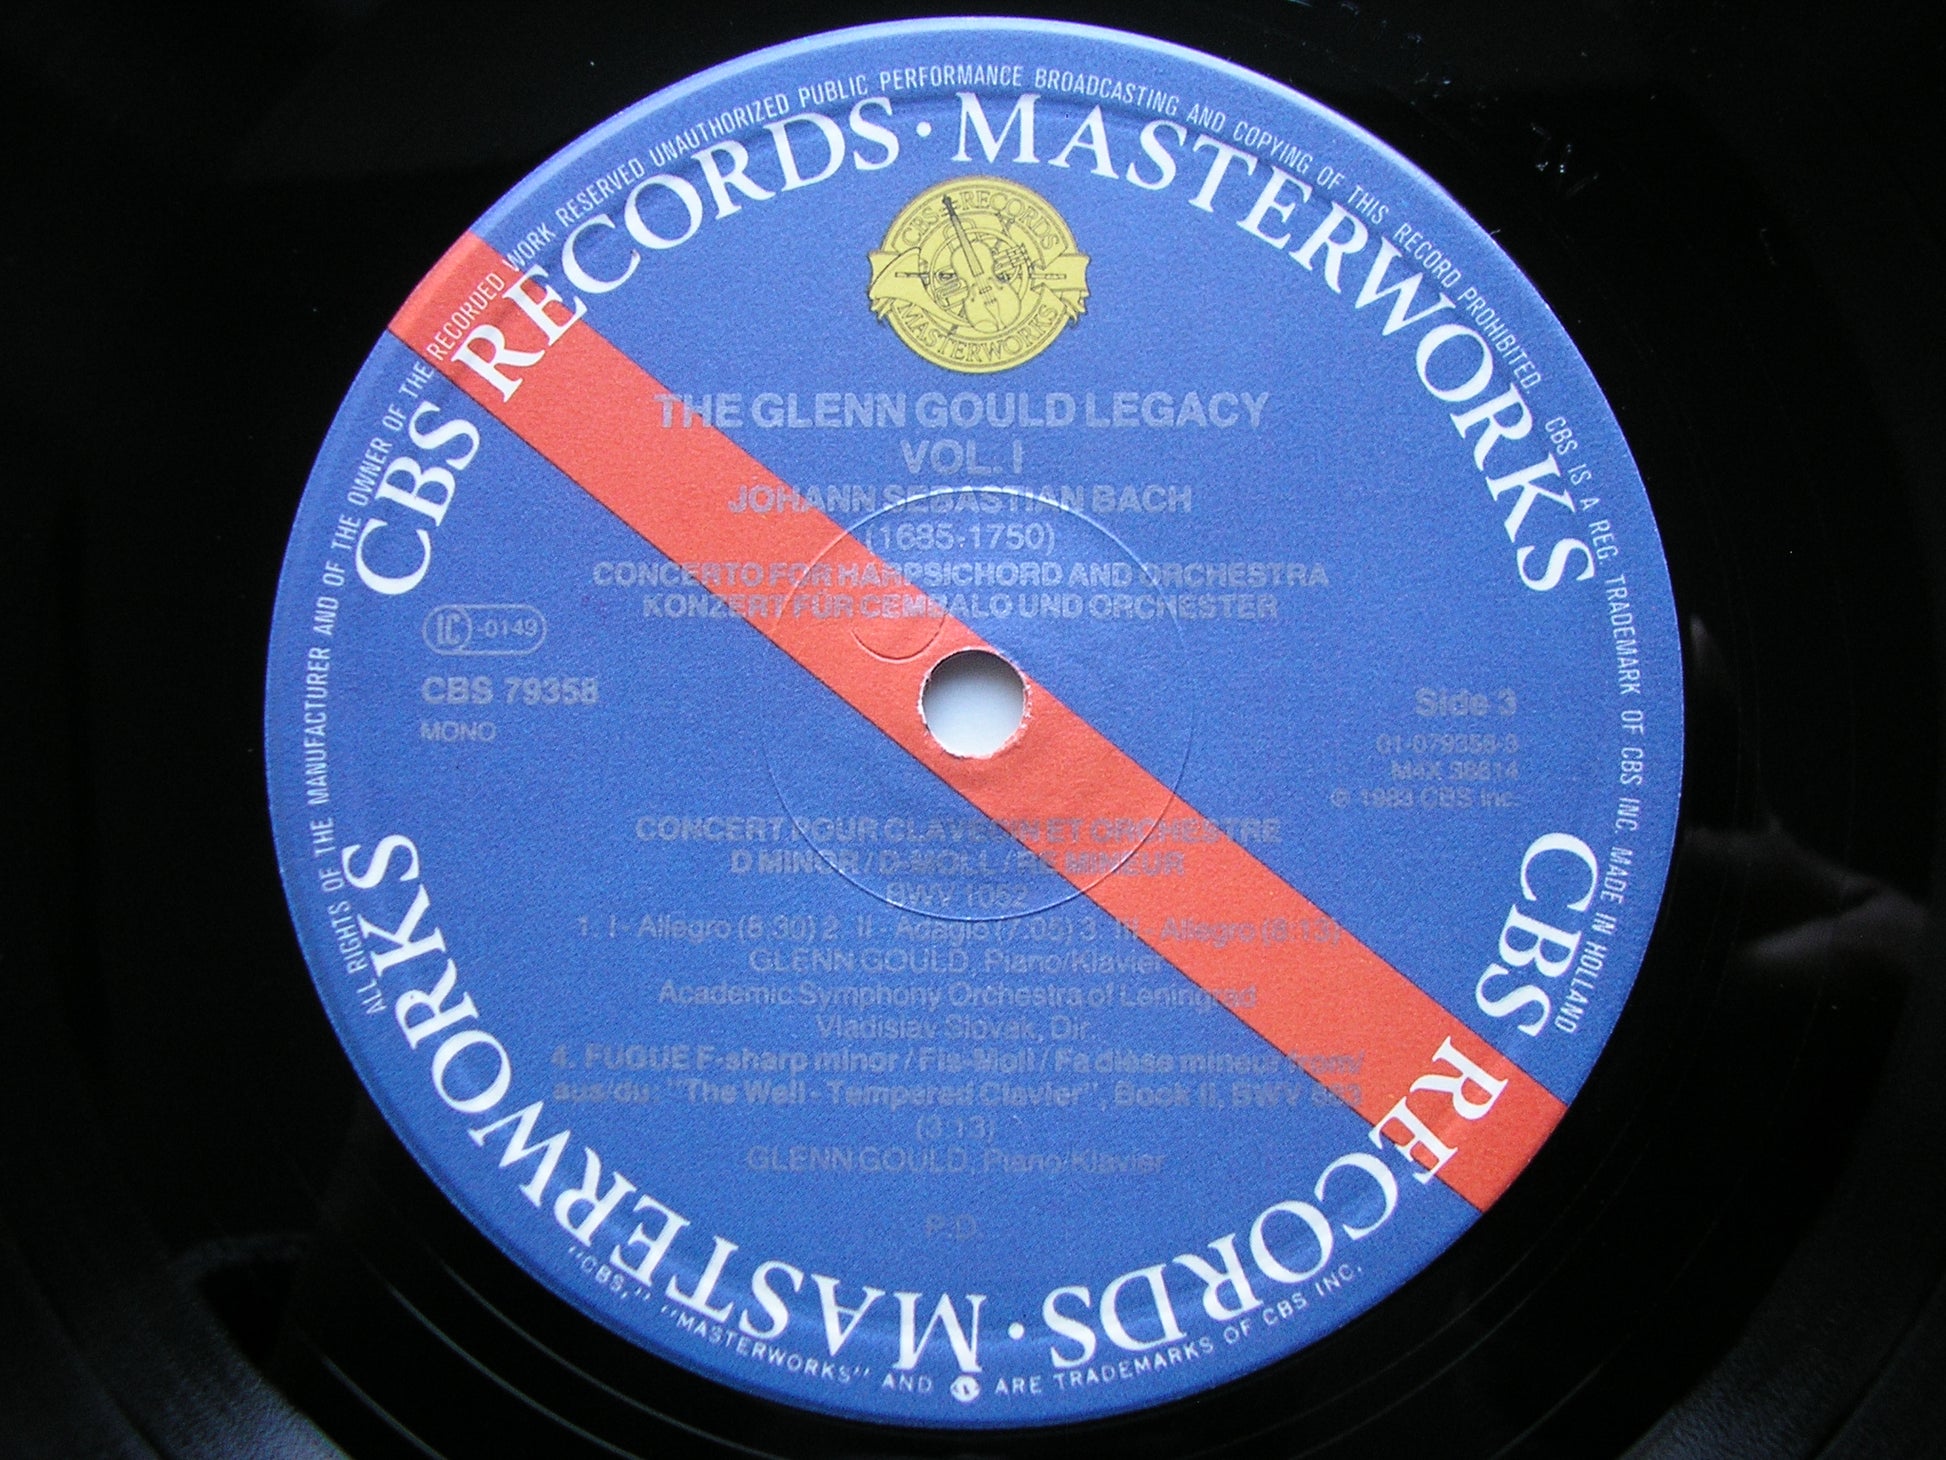 ALL RIGHTS OF THE MANUFACTURER AND OF THE OWNER OF THE RECORDED WORK RESERVED UNAUTHORIZED PUBLIC PERFORMANCE BROADCASTING AND COPYING OF THIS RECORD PROHIBITED. CBS IS A REG. TRADEMARK OF CBS INC. MADE IN HOLLAND
CBS RECORDS · MASTERWORKS
CBS RECORDS MASTERWORKS
THE GLENN GOULD LEGACY
VOL. I
JOHANN SEBASTIAN BACH
(1685-1750)
CONCERTO FOR HARPSICHORD AND ORCHESTRA
KONZERT FÜR CEMBALO UND ORCHESTER
LC -0149
CBS 79358
MONO
Side 3
01-079358-3
M4X 38614
℗ 1983 CBS Inc.
CONCERT POUR CLAVECIN ET ORCHESTRE
D MINOR / D-MOLL / RÉ MINEUR
BWV 1052
1. I - Allegro (8:30) 2. II - Adagio (7:05) 3. III - Allegro (8:13)
GLENN GOULD, Piano/Klavier
Academic Symphony Orchestra of Leningrad
Vladislav Slovak, Dir.
4. FUGUE F-sharp minor / Fis-Moll / Fa dièse mineur from/
aus/du: "The Well - Tempered Clavier", Book II, BWV 883
(3:13)
GLENN GOULD, Piano/Klavier
P.D.
CBS RECORDS · MASTERWORKS
"CBS," "MASTERWORKS" AND ARE TRADEMARKS OF CBS INC.